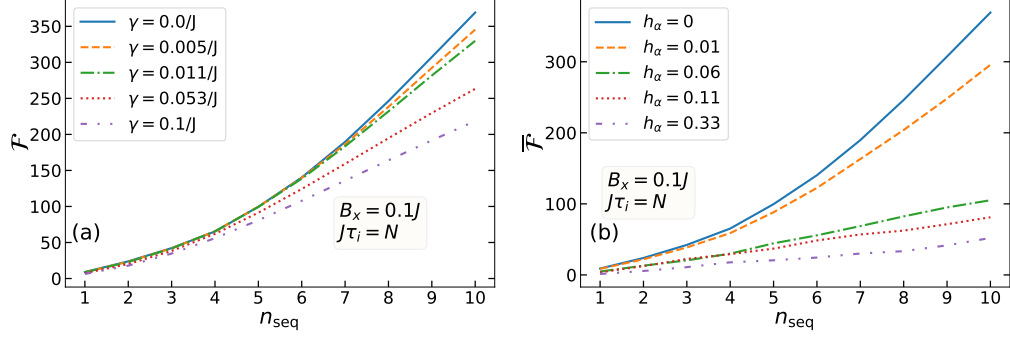 350
300
250
200
150
100
50
0
𝓕
γ = 0.0/J
γ = 0.005/J
γ = 0.011/J
γ = 0.053/J
γ = 0.1/J
B_x = 0.1J
Jτ_i = N
(a)
1 2 3 4 5 6 7 8 9 10
n_seq
300
200
100
0
𝓕̅
h_α = 0
h_α = 0.01
h_α = 0.06
h_α = 0.11
h_α = 0.33
B_x = 0.1J
Jτ_i = N
(b)
1 2 3 4 5 6 7 8 9 10
n_seq